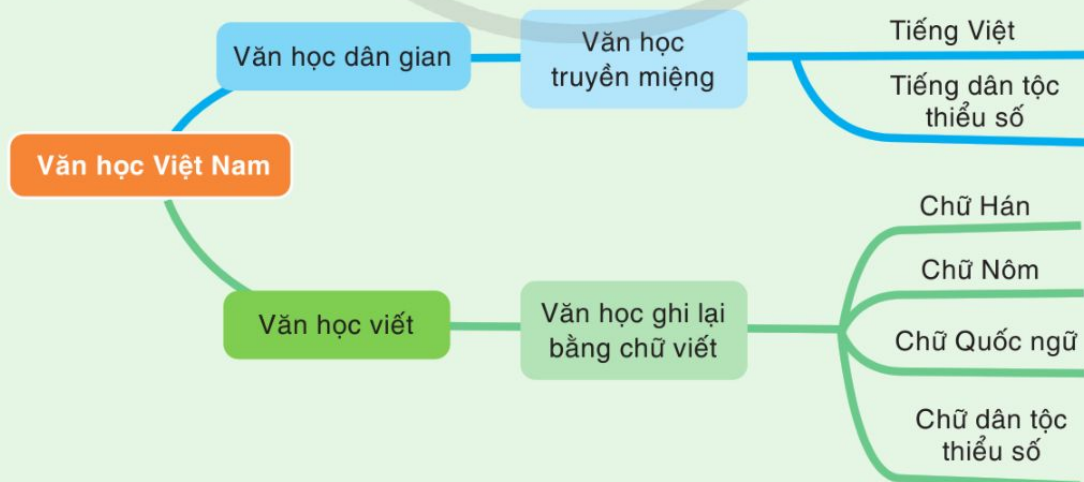 Văn học Việt Nam
Văn học dân gian
Văn học
truyền miệng
Tiếng Việt
Tiếng dân tộc
thiểu số
Văn học viết
Văn học ghi lại
bằng chữ viết
Chữ Hán
Chữ Nôm
Chữ Quốc ngữ
Chữ dân tộc
thiểu số